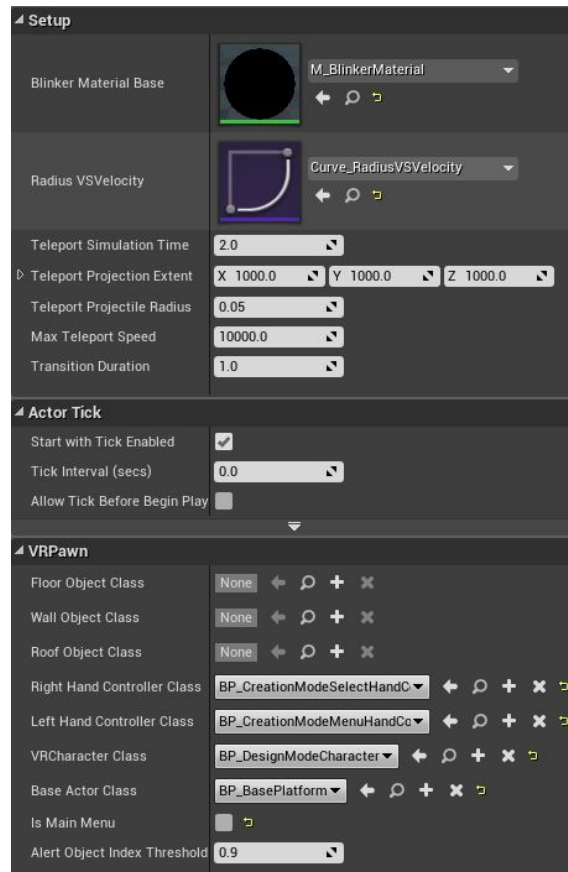 Setup
Blinker Material Base
M_BlinkerMaterial
Radius VSVelocity
Curve_RadiusVSVelocity
Teleport Simulation Time 2.0
Teleport Projection Extent X 1000.0 Y 1000.0 Z 1000.0
Teleport Projectile Radius 0.05
Max Teleport Speed 10000.0
Transition Duration 1.0
Actor Tick
Start with Tick Enabled
Tick Interval (secs) 0.0
Allow Tick Before Begin Play
VRPawn
Floor Object Class None
Wall Object Class None
Roof Object Class None
Right Hand Controller Class BP_CreationModeSelectHandC
Left Hand Controller Class BP_CreationModeMenuHandCo
VRCharacter Class BP_DesignModeCharacter
Base Actor Class BP_BasePlatform
Is Main Menu
Alert Object Index Threshold 0.9